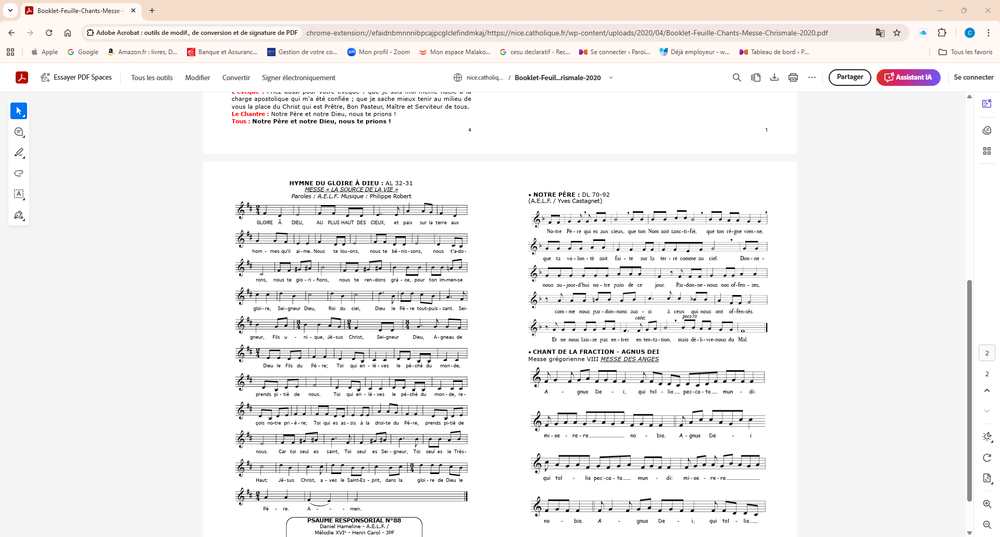 Booklet-Feuille-Chants-Messe-C
Adobe Acrobat : outils de modif., de conversion et de signature de PDF
chrome-extension://efaidnbmnnnibpcajpcglclefindmkaj/https://nice.catholique.fr/wp-content/uploads/2020/04/Booklet-Feuille-Chants-Messe-Chrismale-2020.pdf
C
Apple
Google
Amazon.fr : livres, D...
Banque et Assuranc...
Gestion de votre co...
Mon profil - Zoom
Mon espace Malako...
cesu declaratif - Rec...
Se connecter ‹ Paroi...
Déjà employeur - w...
Tableau de bord ‹ P...
Tous les favoris
Essayer PDF Spaces
Tous les outils
Modifier
Convertir
Signer électroniquement
nice.catholiq... / Booklet-Feuil...rismale-2020
Partager
Assistant IA
Se connecter
L'évêque : Priez aussi pour votre évêque : que je sois moi-même fidèle à la
charge apostolique qui m'a été confiée ; que je sache mieux tenir au milieu de
vous la place du Christ qui est Prêtre, Bon Pasteur, Maître et Serviteur de tous.
Le Chantre : Notre Père et notre Dieu, nous te prions !
Tous : Notre Père et notre Dieu, nous te prions !
4
1
HYMNE DU GLOIRE À DIEU : AL 32-31
MESSE « LA SOURCE DE LA VIE »
Paroles : A.E.L.F. Musique : Philippe Robert
GLOIRE À DIEU, AU PLUS HAUT DES CIEUX, et paix sur la terre aux
hom - mes qu'il ai-me. Nous te lou-ons, nous te bé-nis-sons, nous t'a-do-
rons, nous te glo-ri-fions, nous te ren-dons grâ-ce, pour ton im-men-se
gloi-re, Sei-gneur Dieu, Roi du ciel, Dieu le Pè-re tout-puis-sant. Sei-
gneur, Fils u - ni-que, Jé-sus Christ, Sei-gneur Dieu, A-gneau de
Dieu le Fils du Pè-re; Toi qui en-lè-ves le pé-ché du mon-de,
prends pi-tié de nous. Toi qui en-lè-ves le pé-ché du mon-de, re-
çois no-tre pri-è-re; Toi qui es as-sis à la droi-te du Pè-re, prends pi-tié de
nous. Car toi seul es saint, Toi seul es Sei-gneur, Toi seul es le Très-
Haut: Jé-sus Christ, a-vec le Saint-Es-prit, dans la gloi-re de Dieu le
Pè - re. A - - - men.
PSAUME RESPONSORIAL N°88
Daniel Hameline - A.E.L.F. /
Mélodie XVIe - Henri Carol - JPF
• NOTRE PÈRE : DL 70-92
(A.E.L.F. / Yves Castagnet)
No-tre Pè-re qui es aux cieux, que ton Nom soit sanc-ti-fié, que ton rè-gne vien-ne,
que ta vo-lon-té soit fai-te sur la ter-re comme au ciel. Don-ne-
nous au-jour-d'hui no-tre pain de ce jour. Par-don-ne-nous nos of-fen-ses,
com-me nous par-don-nons aus-si à ceux qui nous ont of-fen-sés.
cédez
poco rit.
Et ne nous lais-se pas en-trer en ten-ta-tion, mais dé-li-vre-nous du Mal.
• CHANT DE LA FRACTION - AGNUS DEI
Messe grégorienne VIII MESSE DES ANGES
A - gnus De - i, qui tol - lis pec-ca-ta mun - di:
mi-se-re-re no - bis. A-gnus De - i
qui tol - lis pec-ca-ta mun - di: mi-se-re-re
no - bis. A - gnus De - i, qui tol - lis
2
2